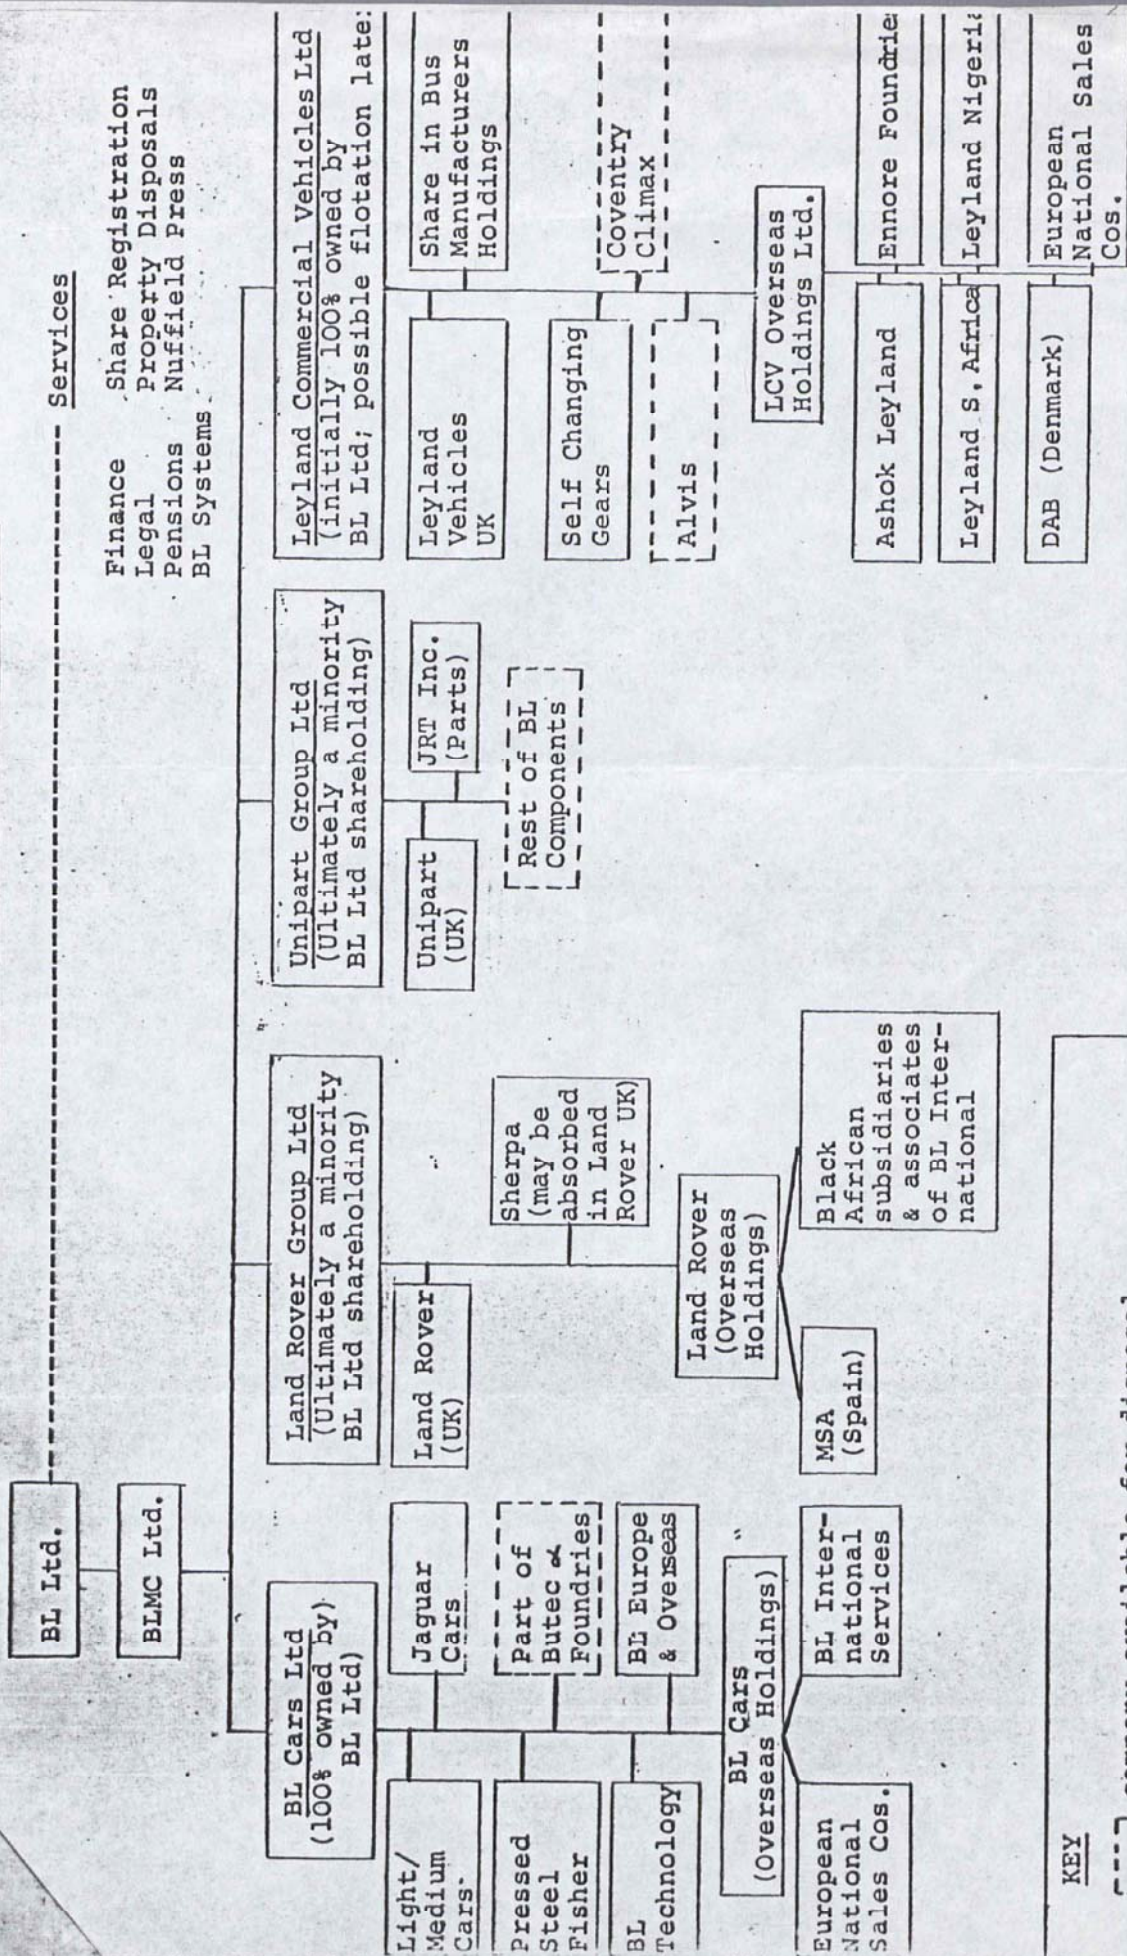 BL Ltd.
Services
Finance Share Registration
Legal Property Disposals
Pensions Nuffield Press
BL Systems
BLMC Ltd.
BL Cars Ltd
(100% owned by)
BL Ltd)
Light/
Medium
Cars
Jaguar
Cars
Pressed
Steel
Fisher
Part of
Butec &
Foundries
BL
Technology
BL Europe
& Overseas
BL Cars
(Overseas Holdings)
European
National
Sales Cos.
BL Inter-
national
Services
Land Rover Group Ltd
(Ultimately a minority
BL Ltd shareholding)
Land Rover
(UK)
Sherpa
(may be
absorbed
in Land
Rover UK)
Land Rover
(Overseas
Holdings)
MSA
(Spain)
Black
African
subsidiaries
& associates
of BL Inter-
national
Unipart Group Ltd
(Ultimately a minority
BL Ltd shareholding)
Unipart
(UK)
JRT Inc.
(Parts)
Rest of BL
Components
Leyland Commercial Vehicles Ltd
(initially 100% owned by
BL Ltd; possible flotation late
Leyland
Vehicles
UK
Share in Bus
Manufacturers
Holdings
Self Changing
Gears
Coventry
Climax
Alvis
LCV Overseas
Holdings Ltd.
Ashok Leyland
Ennore Foundrie
Leyland S. Africa
Leyland Nigeria
DAB (Denmark)
European
National Sales
Cos.
KEY